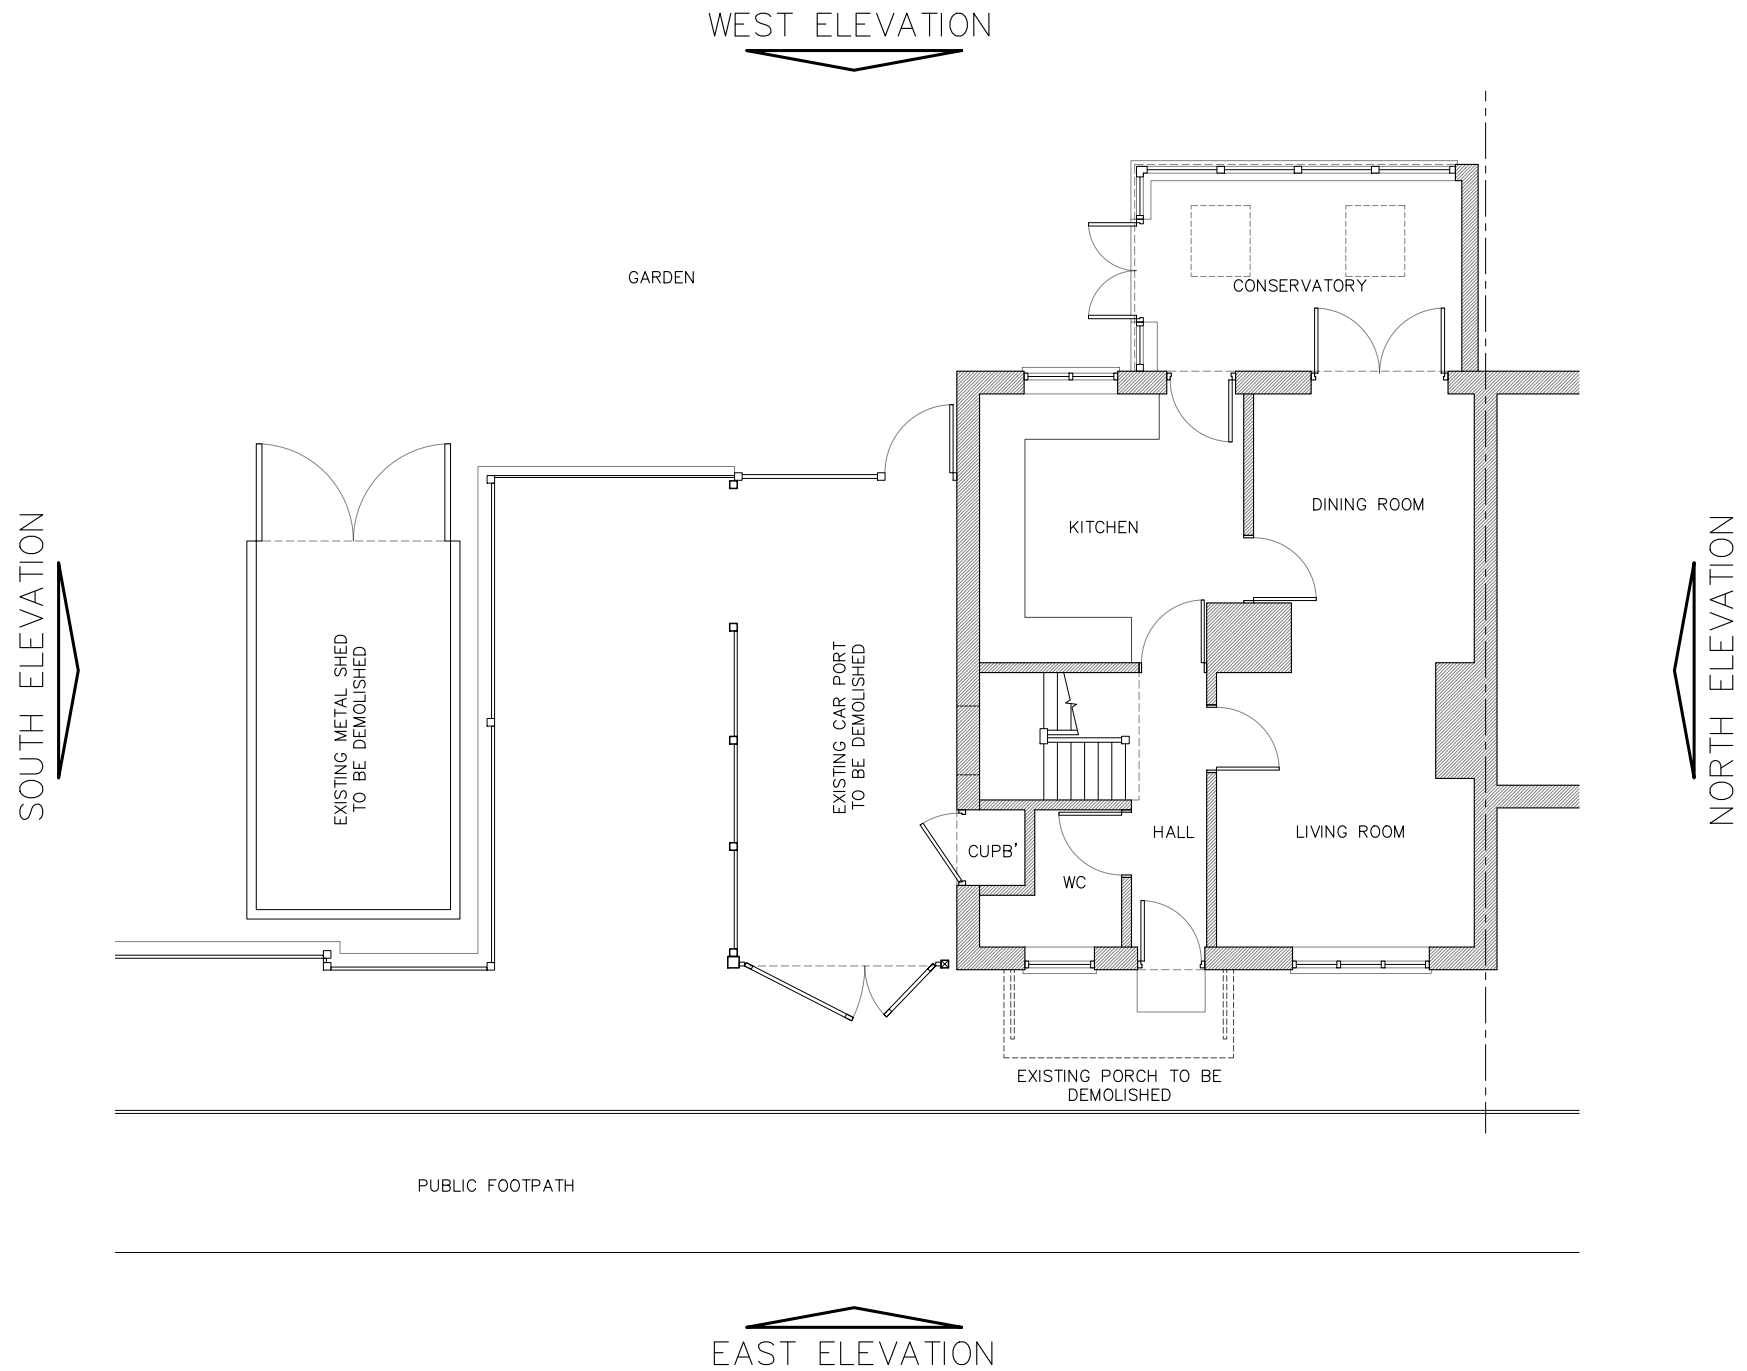 WEST ELEVATION
GARDEN
CONSERVATORY
DINING ROOM
KITCHEN
SOUTH ELEVATION
NORTH ELEVATION
EXISTING METAL SHED
TO BE DEMOLISHED
EXISTING CAR PORT
TO BE DEMOLISHED
HALL
LIVING ROOM
CUPB'
WC
EXISTING PORCH TO BE
DEMOLISHED
PUBLIC FOOTPATH
EAST ELEVATION